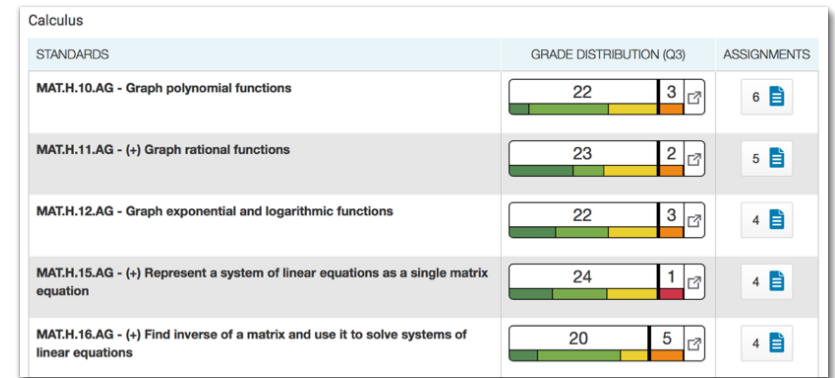 Calculus
STANDARDS GRADE DISTRIBUTION (Q3) ASSIGNMENTS
MAT.H.10.AG - Graph polynomial functions 22 3 6
MAT.H.11.AG - (+) Graph rational functions 23 2 5
MAT.H.12.AG - Graph exponential and logarithmic functions 22 3 4
MAT.H.15.AG - (+) Represent a system of linear equations as a single matrix
equation 24 1 4
MAT.H.16.AG - (+) Find inverse of a matrix and use it to solve systems of
linear equations 20 5 4